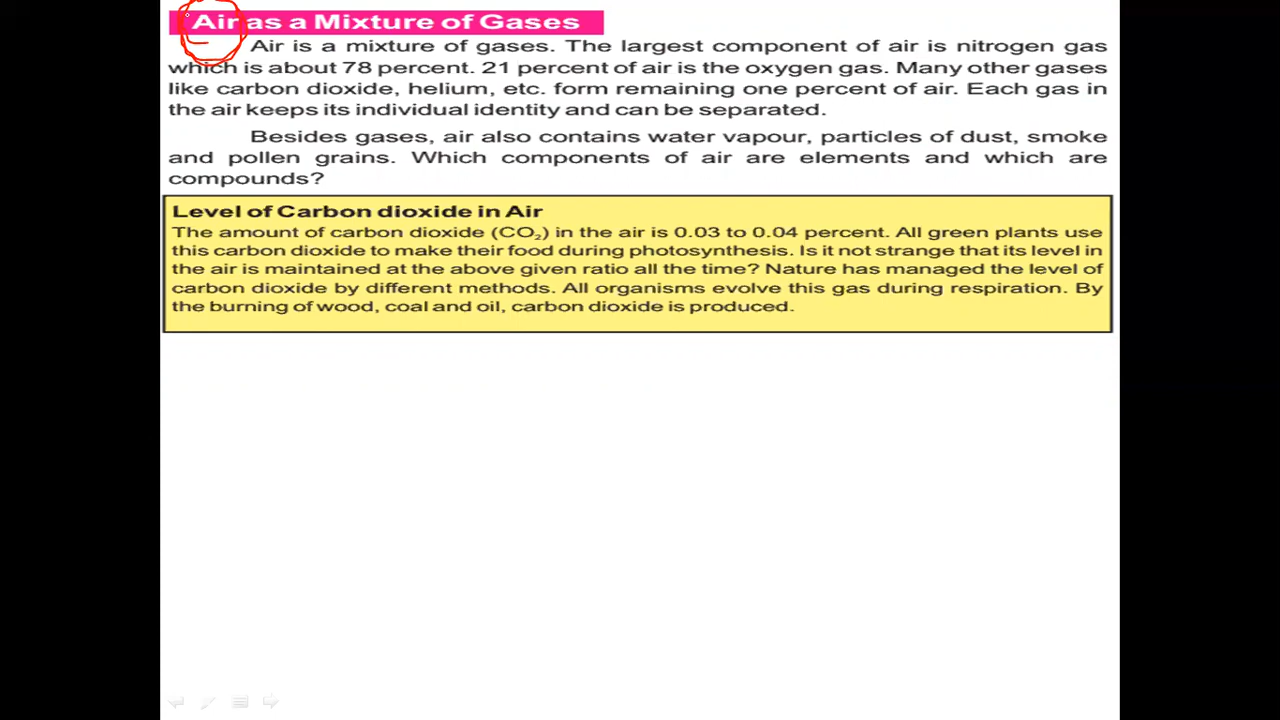 Air as a Mixture of Gases
Air is a mixture of gases. The largest component of air is nitrogen gas
which is about 78 percent. 21 percent of air is the oxygen gas. Many other gases
like carbon dioxide, helium, etc. form remaining one percent of air. Each gas in
the air keeps its individual identity and can be separated.
Besides gases, air also contains water vapour, particles of dust, smoke
and pollen grains. Which components of air are elements and which are
compounds?
Level of Carbon dioxide in Air
The amount of carbon dioxide (CO₂) in the air is 0.03 to 0.04 percent. All green plants use
this carbon dioxide to make their food during photosynthesis. Is it not strange that its level in
the air is maintained at the above given ratio all the time? Nature has managed the level of
carbon dioxide by different methods. All organisms evolve this gas during respiration. By
the burning of wood, coal and oil, carbon dioxide is produced.